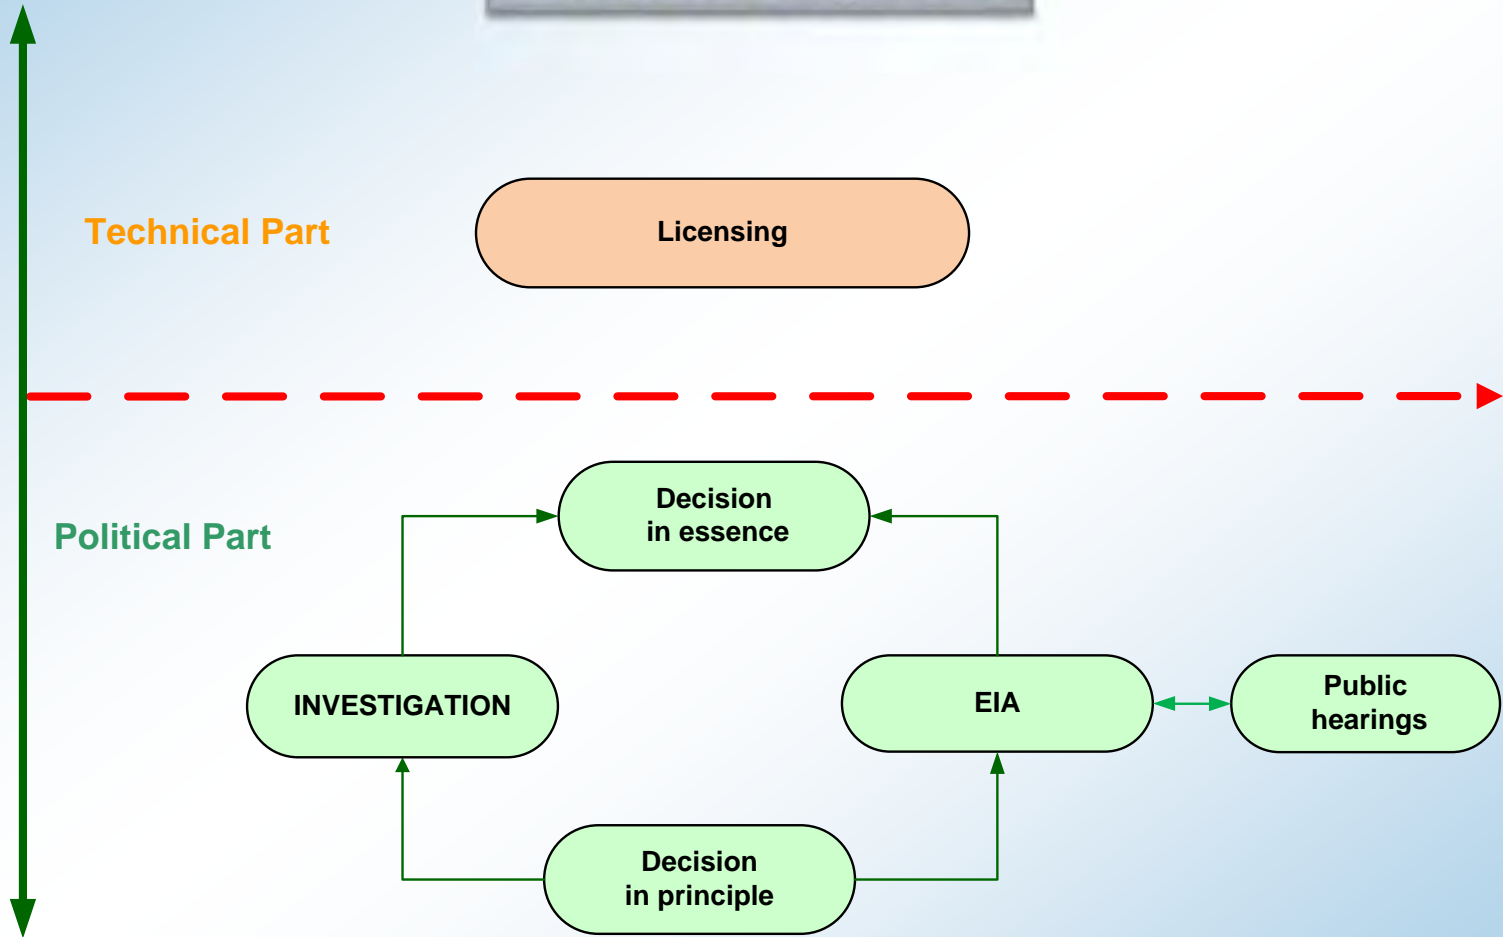 Technical Part
Licensing
Decision
in essence
Political Part
INVESTIGATION
EIA
Public
hearings
Decision
in principle